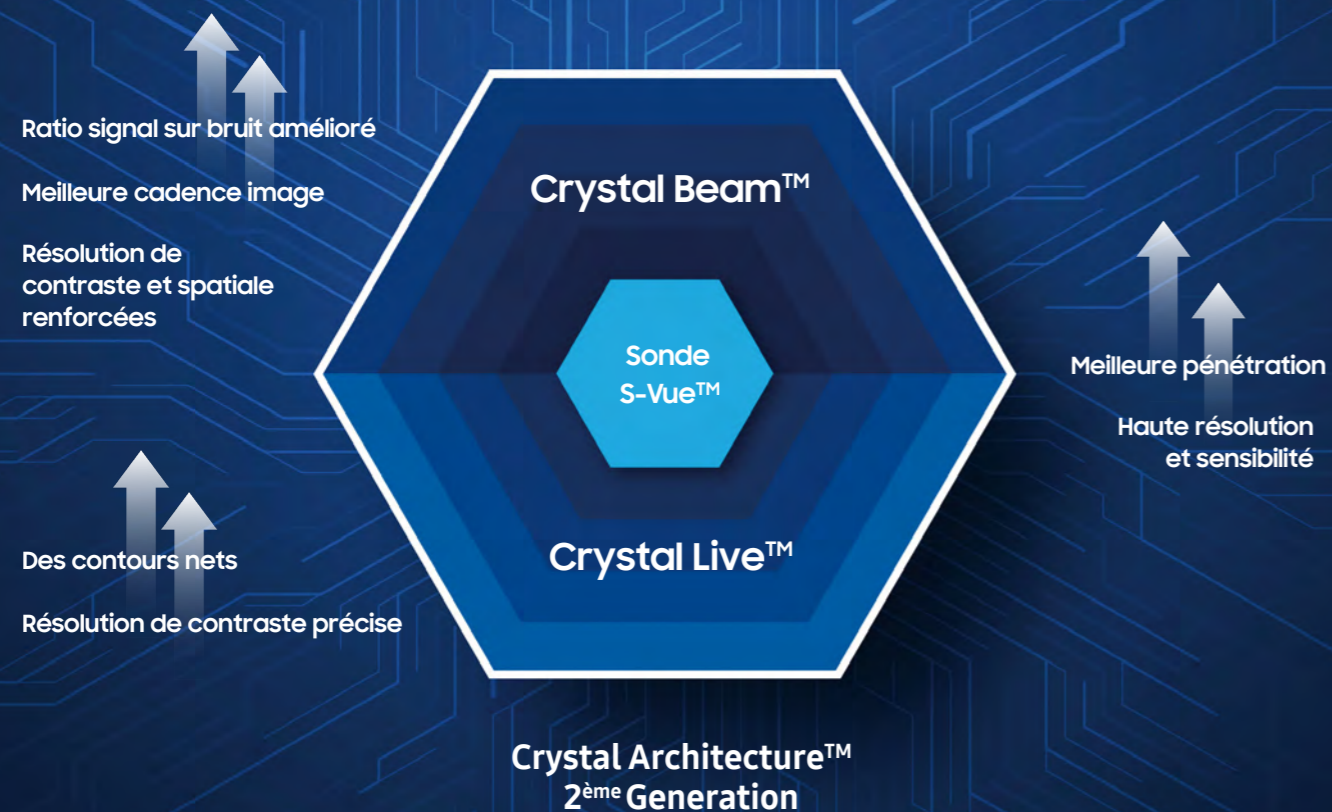 Ratio signal sur bruit amélioré
Meilleure cadence image
Résolution de
contraste et spatiale
renforcées
Des contours nets
Résolution de contraste précise
Crystal Beam™
Sonde
S-Vue™
Crystal Live™
Meilleure pénétration
Haute résolution
et sensibilité
Crystal Architecture™
2ème Generation